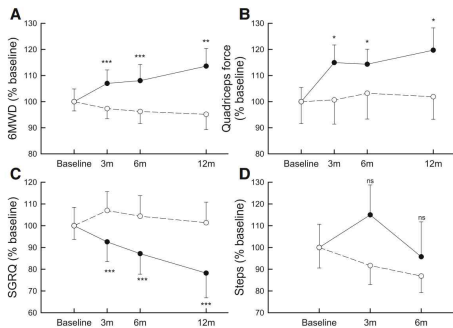 A
6MWD (% baseline)
140
130
120
110
100
90
80
*** *** **
Baseline 3m 6m 12m
B
Quadriceps force
(% baseline)
130
120
110
100
90
80
* * *
Baseline 3m 6m 12m
C
SGRQ (% baseline)
120
110
100
90
80
70
60
*** *** ***
Baseline 3m 6m 12m
D
Steps (% baseline)
130
120
110
100
90
80
70
60
ns ns
Baseline 3m 6m